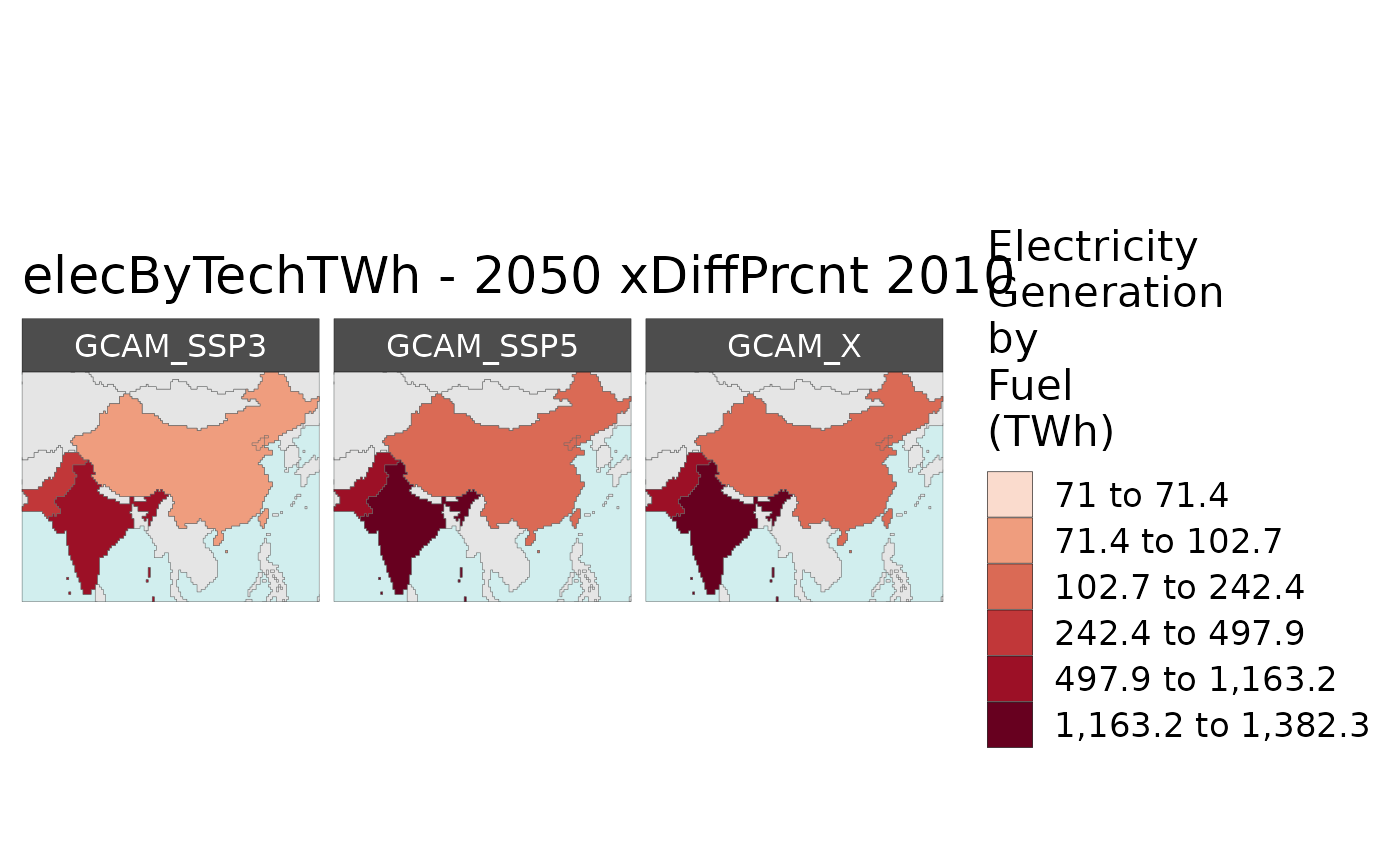 elecByTechTWh - 2050 xDiffPrcnt 2010
GCAM_SSP3
GCAM_SSP5
GCAM_X
Electricity
Generation
by
Fuel
(TWh)
71 to 71.4
71.4 to 102.7
102.7 to 242.4
242.4 to 497.9
497.9 to 1,163.2
1,163.2 to 1,382.3